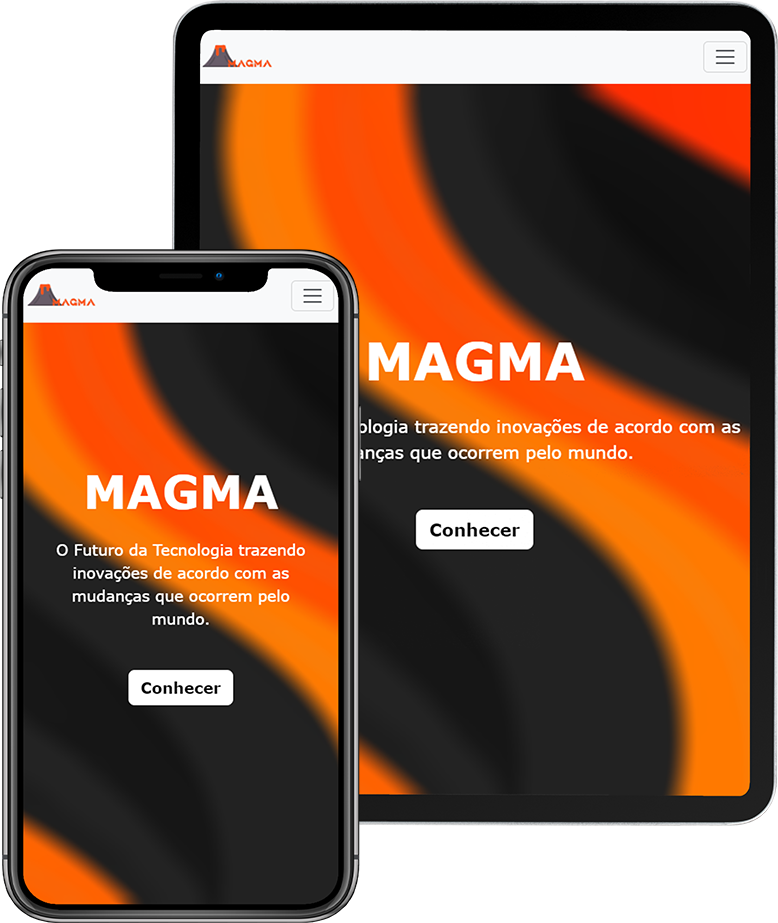 MAGMA
MAGMA
ologia trazendo inovações de acordo com as
anças que ocorrem pelo mundo.
Conhecer
MAGMA
MAGMA
O Futuro da Tecnologia trazendo
inovações de acordo com as
mudanças que ocorrem pelo
mundo.
Conhecer